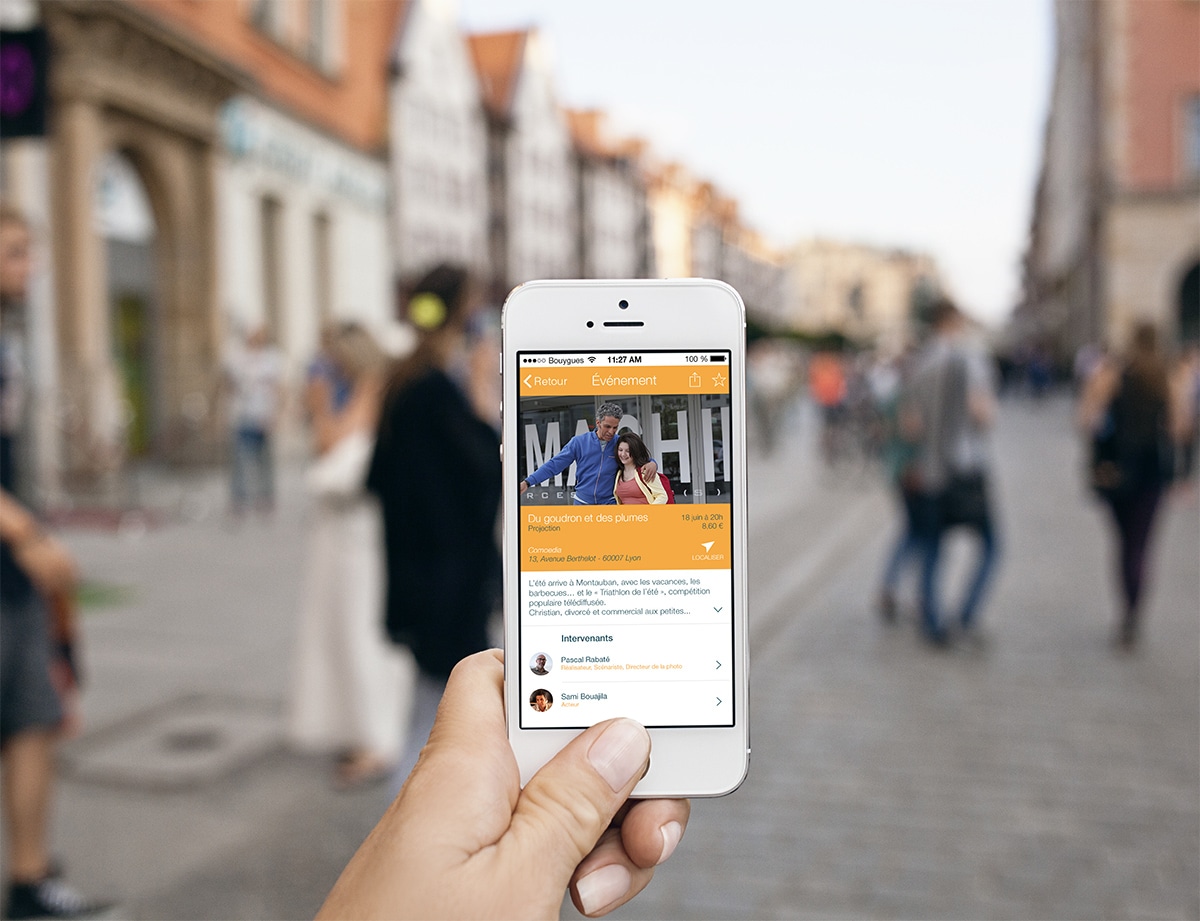 Bouygues 11:27 AM 100 %
Retour Événement
MACHI
RCES (S)
Du goudron et des plumes 18 juin à 20h
Projection 8,60 €
Comoedia
13, Avenue Berthelot - 60007 Lyon LOCALISER
L'été arrive à Montauban, avec les vacances, les
barbecues... et le « Triathlon de l'été », compétition
populaire télédiffusée.
Christian, divorcé et commercial aux petites...
Intervenants
Pascal Rabaté
Réalisateur, Scénariste, Directeur de la photo
Sami Bouajila
Acteur